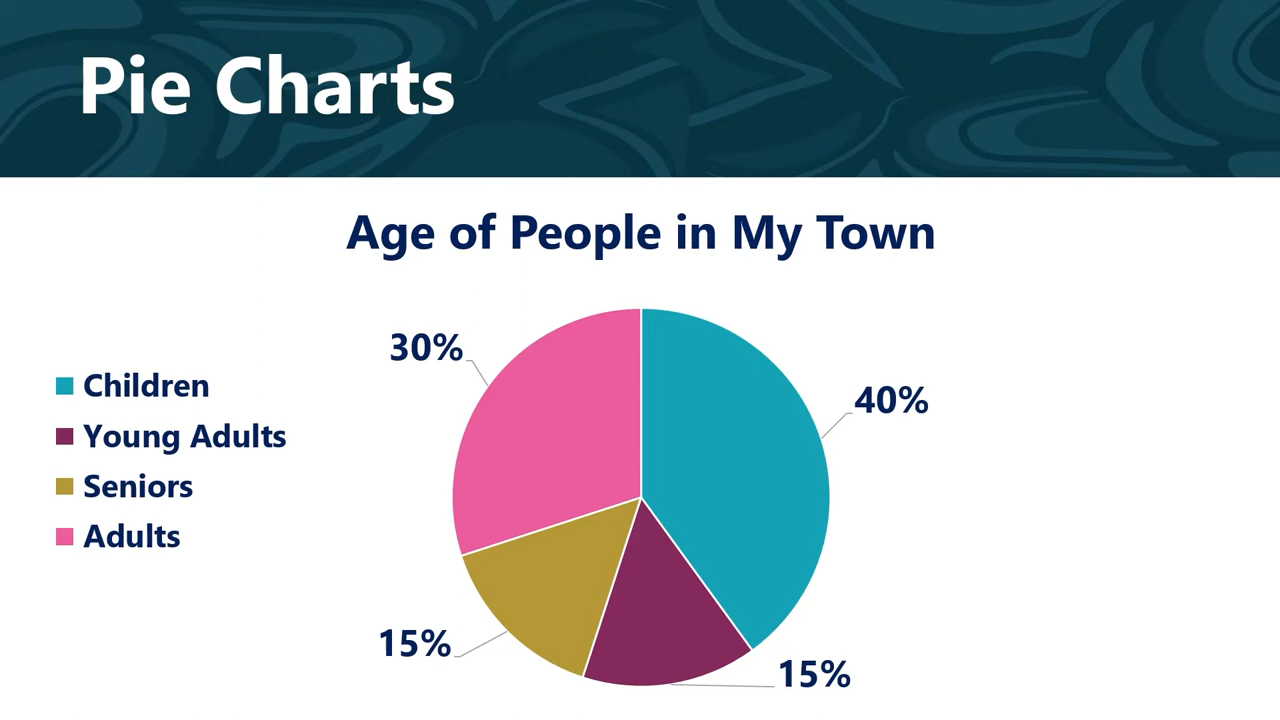 Pie Charts
Age of People in My Town
Children
Young Adults
Seniors
Adults
30%
40%
15%
15%